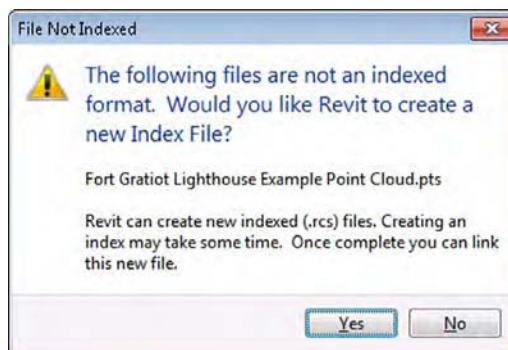 File Not Indexed
The following files are not an indexed
format.  Would you like Revit to create a
new Index File?
Fort Gratiot Lighthouse Example Point Cloud.pts
Revit can create new indexed (.rcs) files. Creating an
index may take some time.  Once complete you can link
this new file.
Yes
No